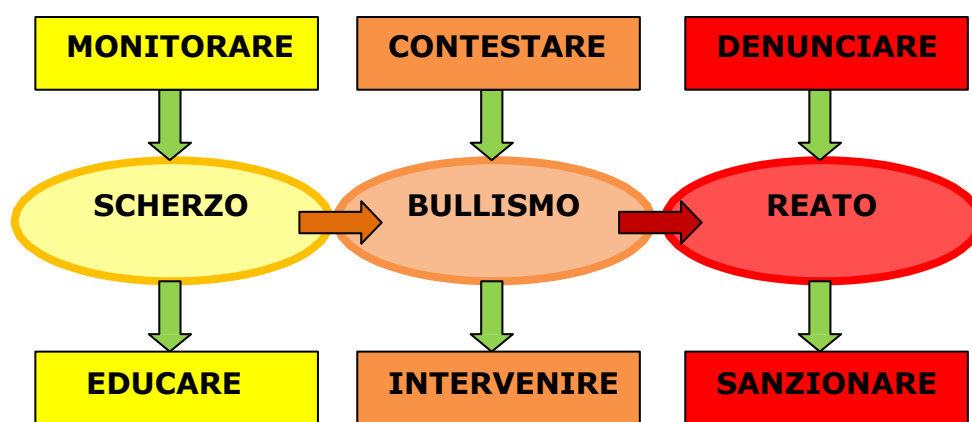 MONITORARE CONTESTARE DENUNCIARE
SCHERZO BULLISMO REATO
EDUCARE INTERVENIRE SANZIONARE